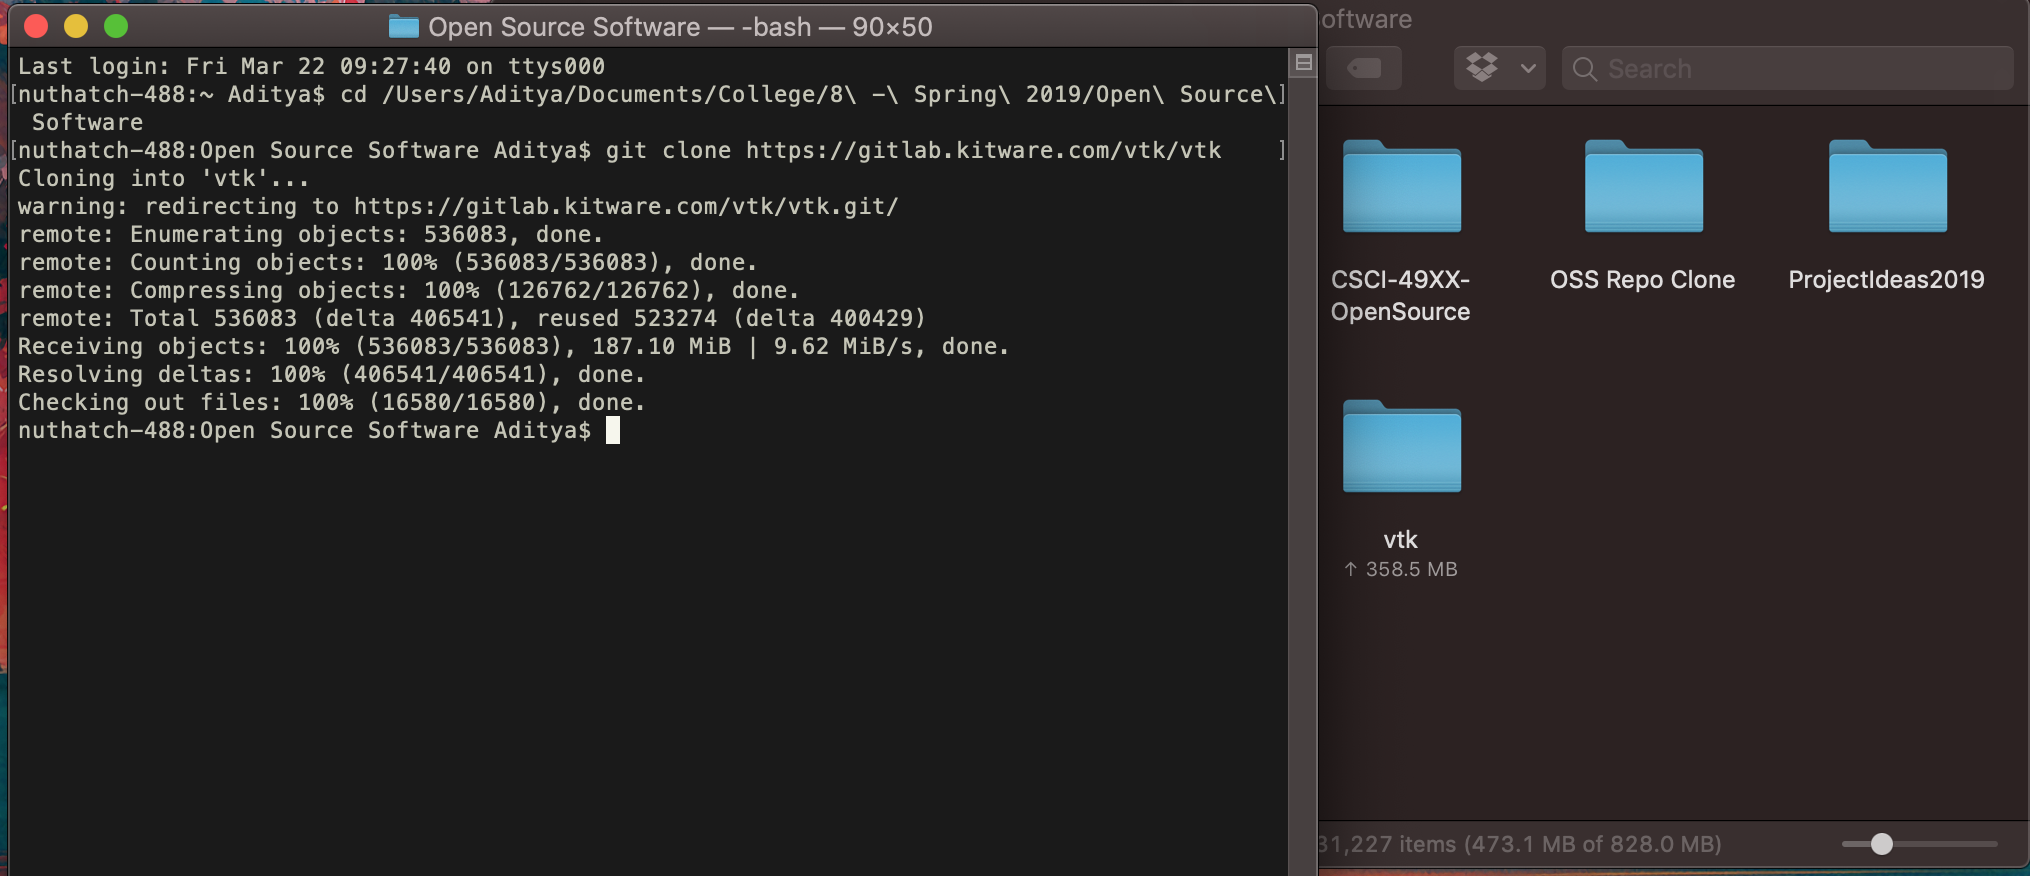 Open Source Software — -bash — 90×50
Last login: Fri Mar 22 09:27:40 on ttys000
[nuthatch-488:~ Aditya$ cd /Users/Aditya/Documents/College/8\ -\ Spring\ 2019/Open\ Source\]
Software
[nuthatch-488:Open Source Software Aditya$ git clone https://gitlab.kitware.com/vtk/vtk ]
Cloning into 'vtk'...
warning: redirecting to https://gitlab.kitware.com/vtk/vtk.git/
remote: Enumerating objects: 536083, done.
remote: Counting objects: 100% (536083/536083), done.
remote: Compressing objects: 100% (126762/126762), done.
remote: Total 536083 (delta 406541), reused 523274 (delta 400429)
Receiving objects: 100% (536083/536083), 187.10 MiB | 9.62 MiB/s, done.
Resolving deltas: 100% (406541/406541), done.
Checking out files: 100% (16580/16580), done.
nuthatch-488:Open Source Software Aditya$
oftware
Search
CSCI-49XX-
OpenSource
OSS Repo Clone
ProjectIdeas2019
vtk
↑ 358.5 MB
31,227 items (473.1 MB of 828.0 MB)